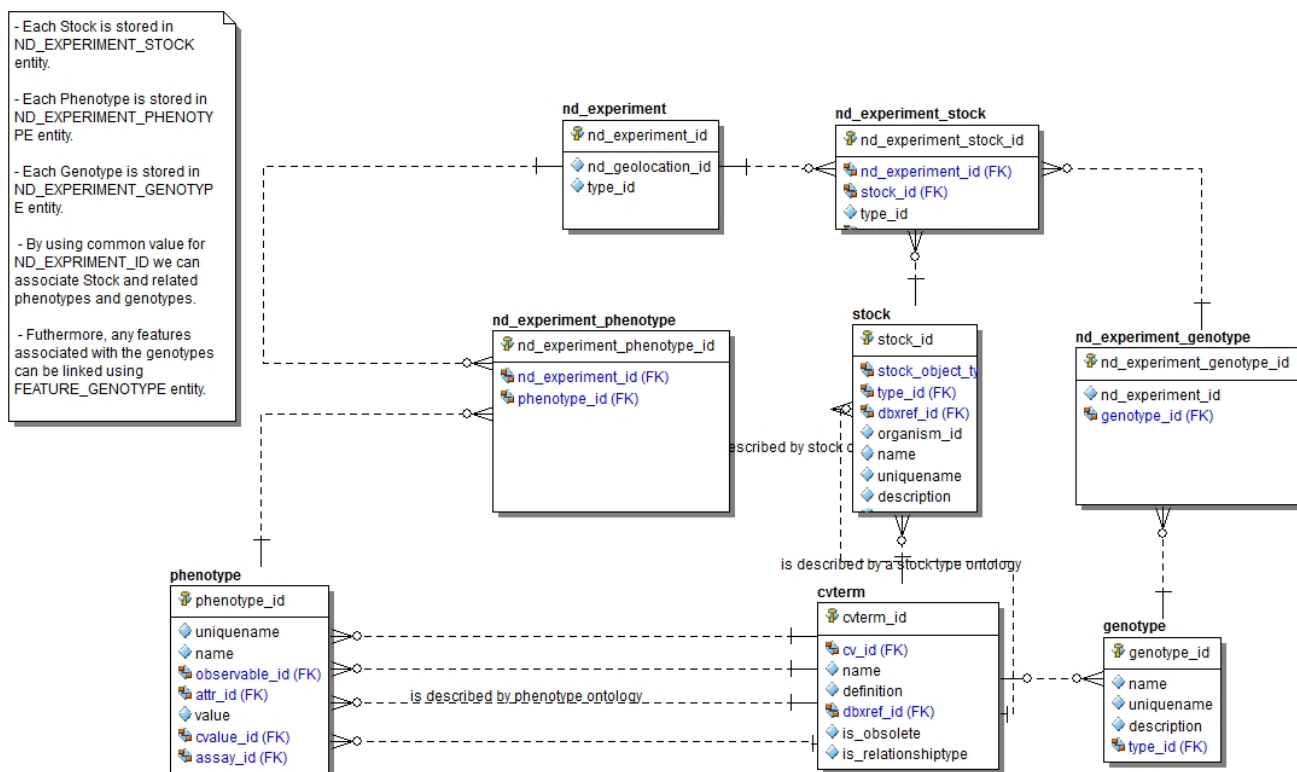 - Each Stock is stored in
ND_EXPERIMENT_STOCK
entity.
- Each Phenotype is stored in
ND_EXPERIMENT_PHENOTY
PE entity.
- Each Genotype is stored in
ND_EXPERIMENT_GENOTYP
E entity.
- By using common value for
ND_EXPRIMENT_ID we can
associate Stock and related
phenotypes and genotypes.
- Futhermore, any features
associated with the genotypes
can be linked using
FEATURE_GENOTYPE entity.
nd_experiment
nd_experiment_id
nd_geolocation_id
type_id
nd_experiment_stock
nd_experiment_stock_id
nd_experiment_id (FK)
stock_id (FK)
type_id
nd_experiment_phenotype
nd_experiment_phenotype_id
nd_experiment_id (FK)
phenotype_id (FK)
stock
stock_id
stock_object_ty
type_id (FK)
dbxref_id (FK)
organism_id
name
uniquename
description
escribed by stock
nd_experiment_genotype
nd_experiment_genotype_id
nd_experiment_id
genotype_id (FK)
is described by a stock type ontology
phenotype
phenotype_id
uniquename
name
observable_id (FK)
attr_id (FK)
value
cvalue_id (FK)
assay_id (FK)
is described by phenotype ontology
cvterm
cvterm_id
cv_id (FK)
name
definition
dbxref_id (FK)
is_obsolete
is_relationshiptype
genotype
genotype_id
name
uniquename
description
type_id (FK)